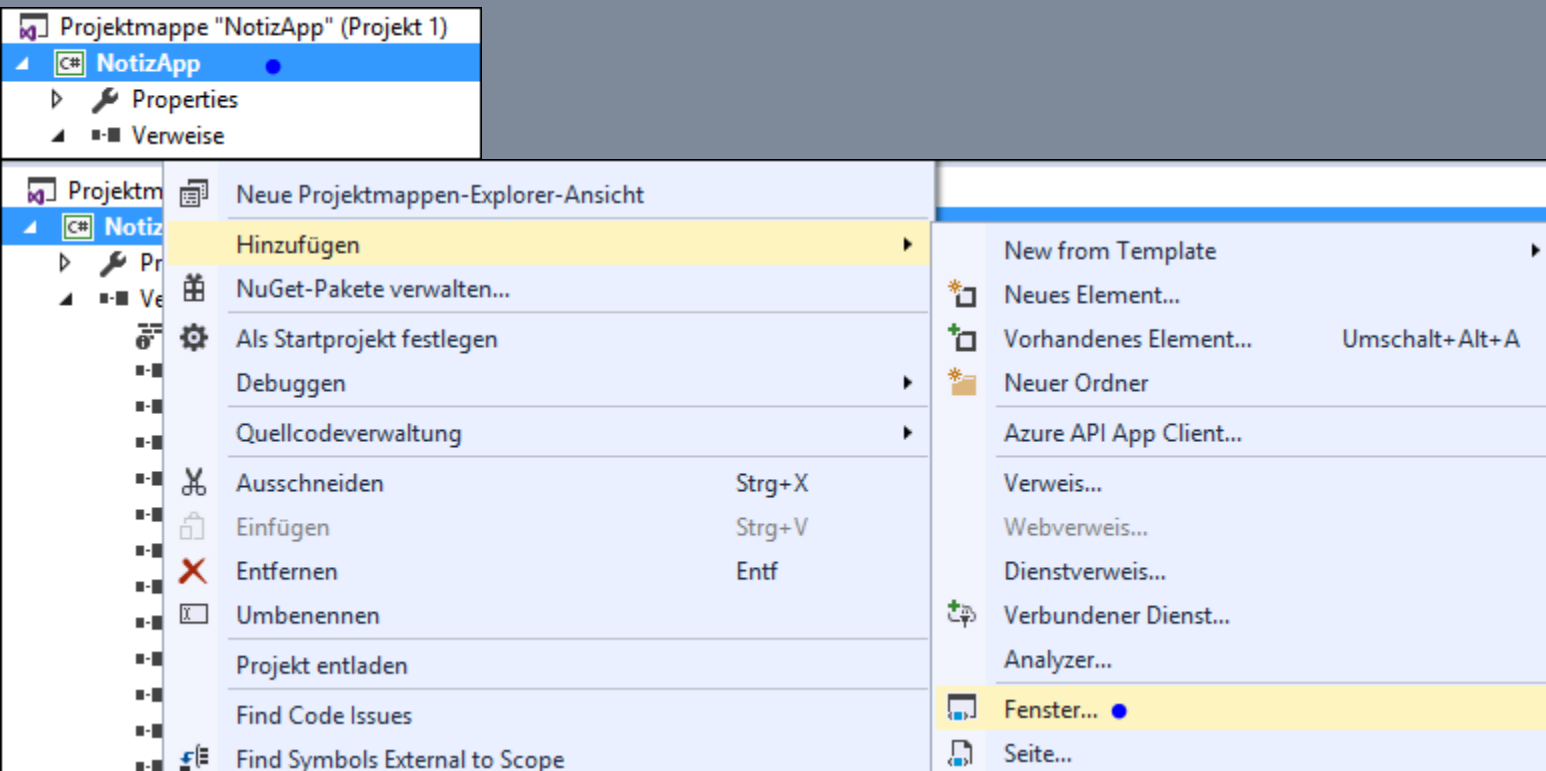 Projektmappe "NotizApp" (Projekt 1)
C# NotizApp
Properties
Verweise
Projektm
C# Notiz
Pr
Ve
Neue Projektmappen-Explorer-Ansicht
Hinzufügen
NuGet-Pakete verwalten...
Als Startprojekt festlegen
Debuggen
Quellcodeverwaltung
Ausschneiden Strg+X
Einfügen Strg+V
Entfernen Entf
Umbenennen
Projekt entladen
Find Code Issues
Find Symbols External to Scope
New from Template
Neues Element...
Vorhandenes Element... Umschalt+Alt+A
Neuer Ordner
Azure API App Client...
Verweis...
Webverweis...
Dienstverweis...
Verbundener Dienst...
Analyzer...
Fenster...
Seite...